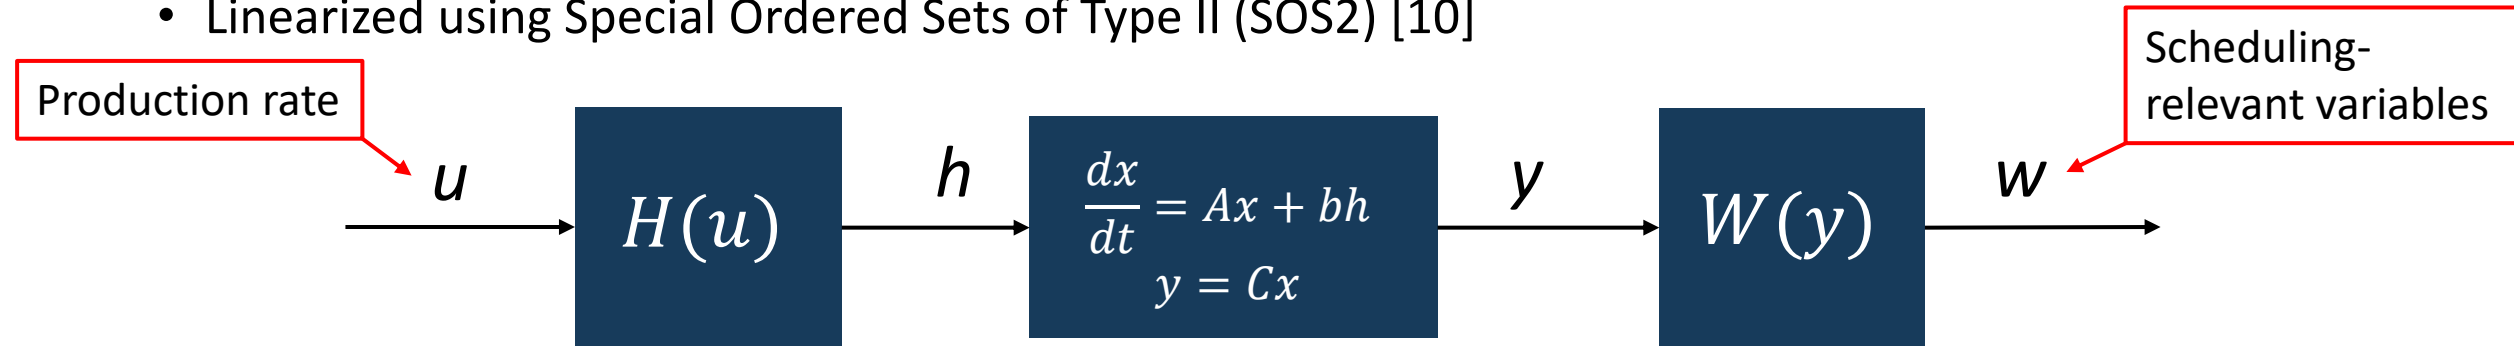 • Linearized using Special Ordered Sets of Type II (SOS2) [10]
Production rate
Scheduling-
relevant variables
u
h
y
w
H(u)
dx/dt = Ax + bh
y = Cx
W(y)